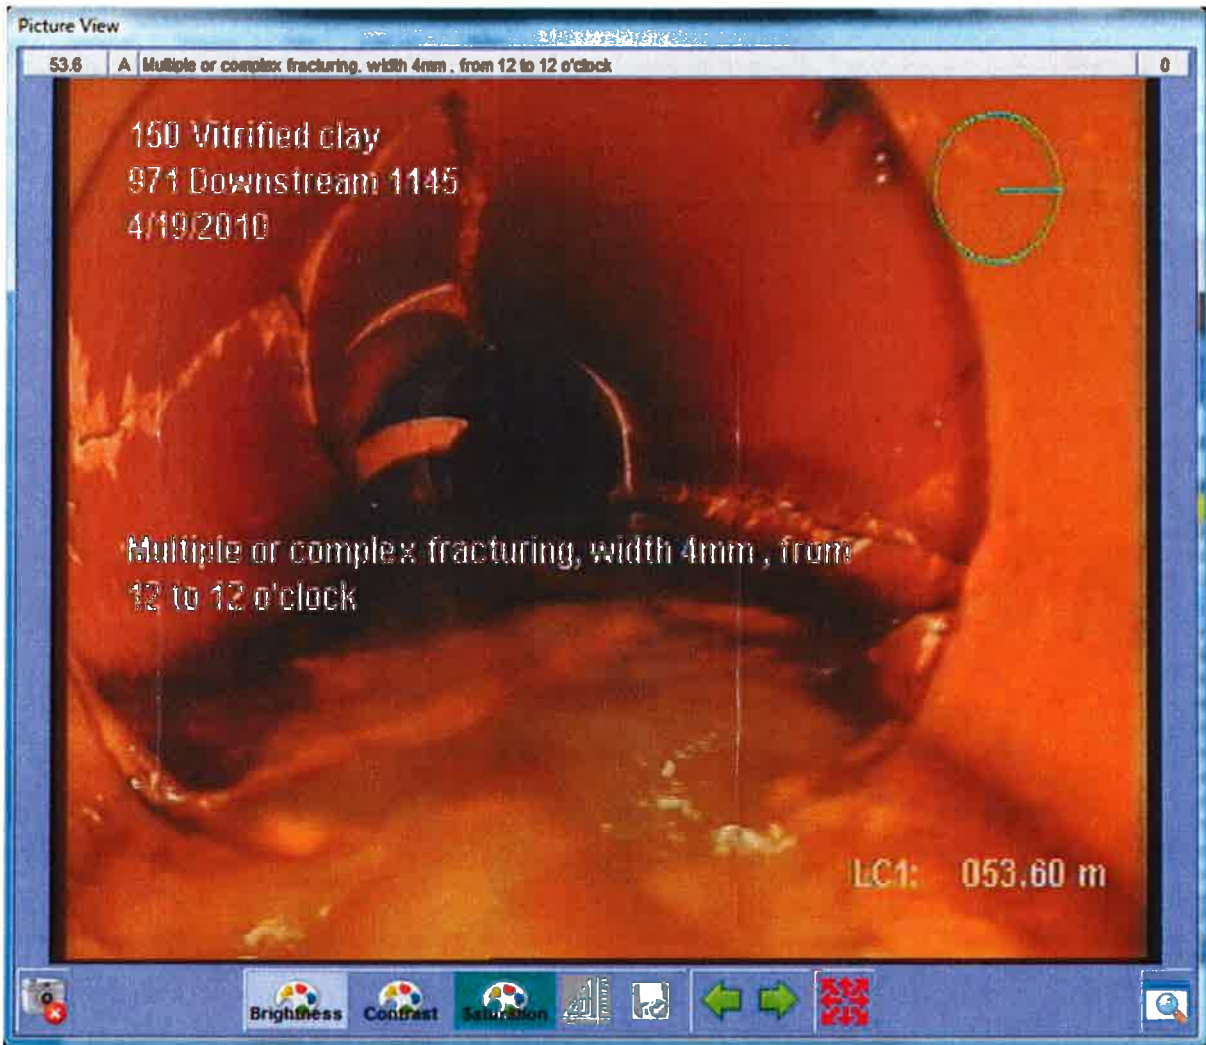 Picture View
53.6 A Multiple or complex fracturing, width 4mm , from 12 to 12 o'clock 0
150 Vitrified clay
971 Downstream 1145
4/19/2010
Multiple or complex fracturing, width 4mm , from
12 to 12 o'clock
LC1: 053.60 m
Brightness Contrast Saturation